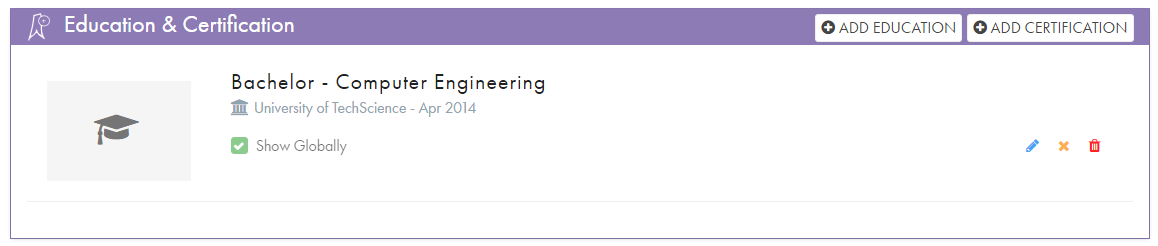 Education & Certification
ADD EDUCATION
ADD CERTIFICATION
Bachelor - Computer Engineering
University of TechScience - Apr 2014
Show Globally